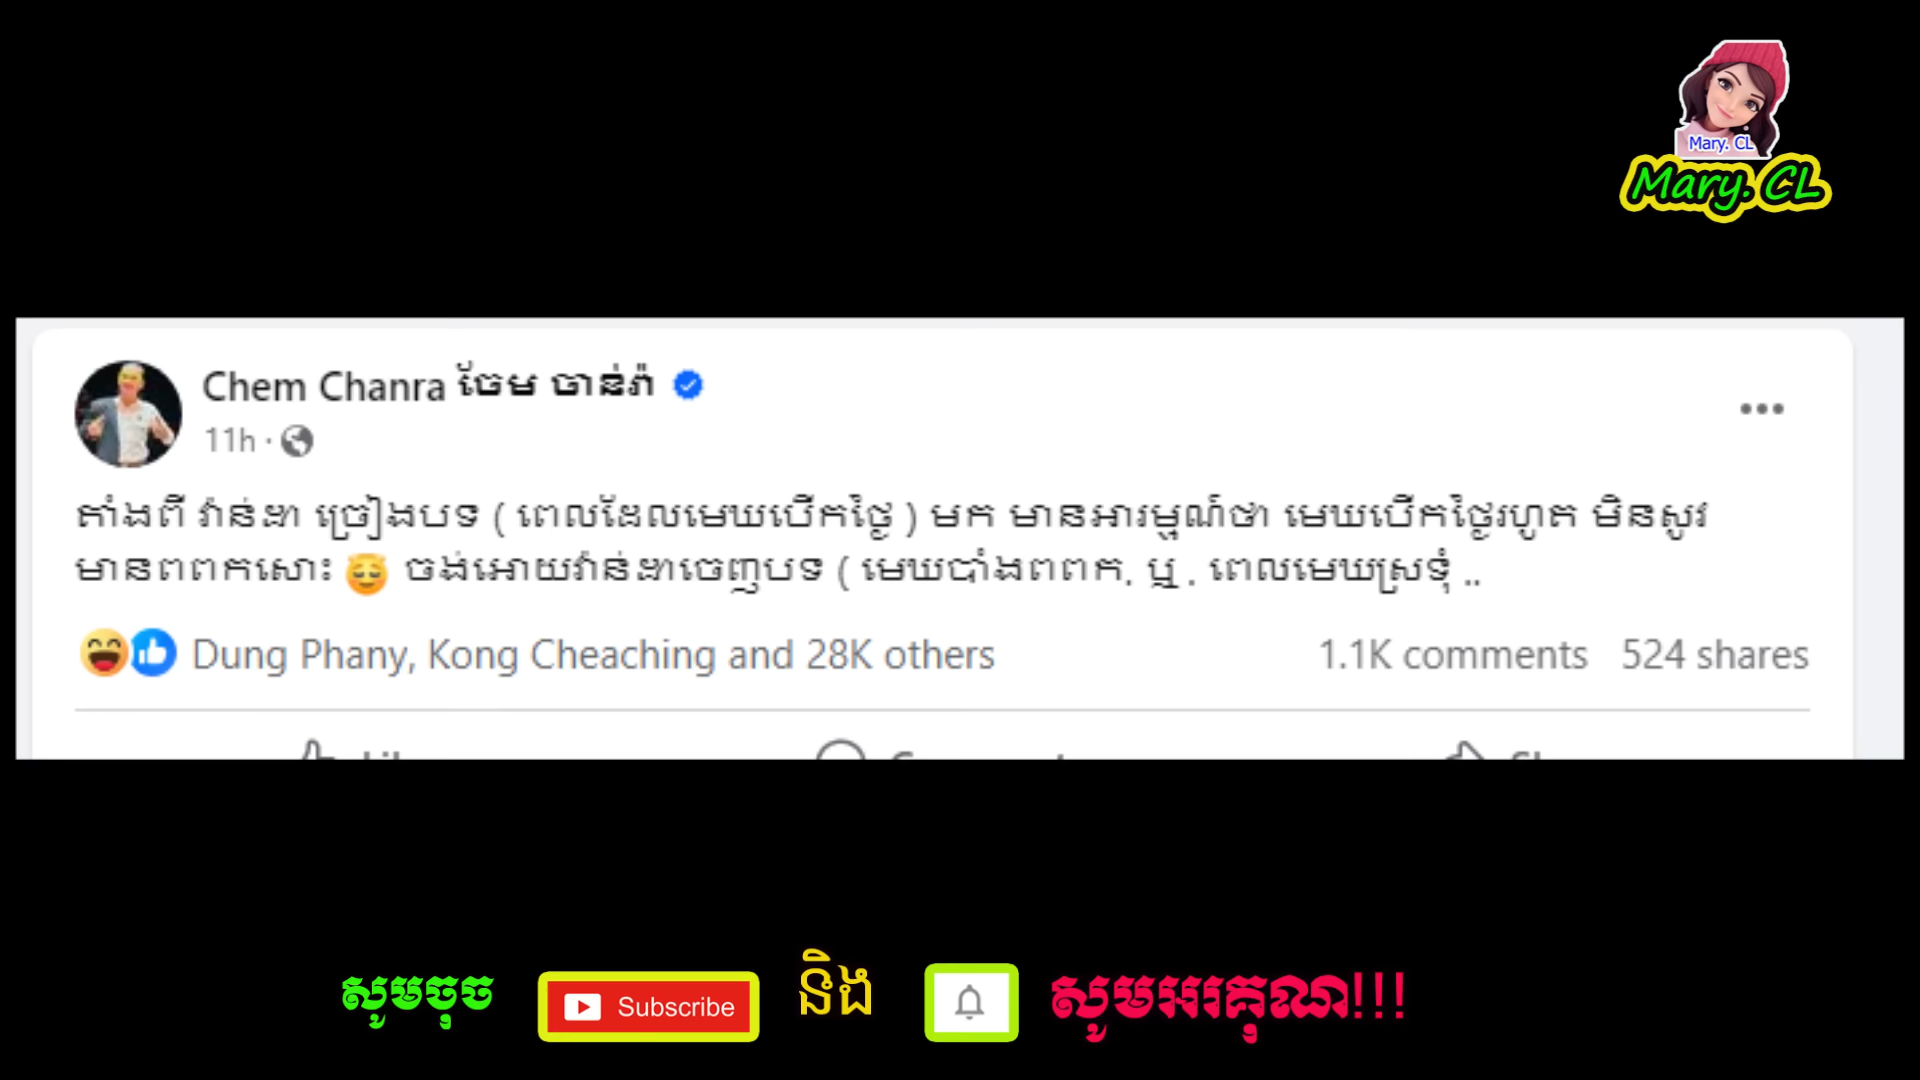 Mary. CL
Mary. CL
Chem Chanra ចែម ចាន់រ៉ា
11h ·
តាំងពី វ៉ាន់ដា ច្រៀងបទ ( ពេលដែលមេឃបើកថ្ងៃ ) មក មានអារម្មណ៍ថា មេឃបើកថ្ងៃរហូត មិនសូវ
មានពពកសោះ 😇 ចង់អោយវ៉ាន់ដាចេញបទ ( មេឃបាំងពពក. ឬ . ពេលមេឃស្រទុំ ..
Dung Phany, Kong Cheaching and 28K others 1.1K comments 524 shares
សូមចុច Subscribe និង សូមអរគុណ!!!